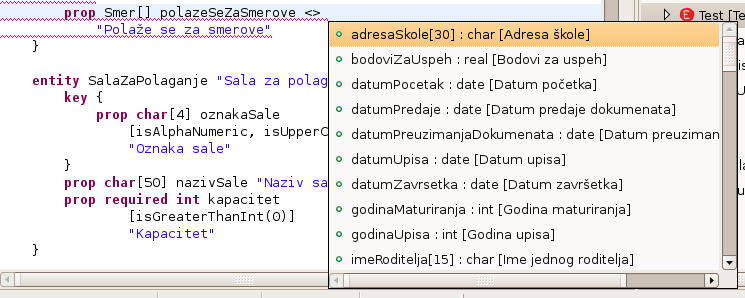 prop Smer[] polazeSeZaSmerove <>
"Polaže se za smerove"
}
entity SalaZaPolaganje "Sala za polag
key {
prop char[4] oznakaSale
[isAlphaNumeric, isUpperC
"Oznaka sale"
}
prop char[50] nazivSale "Naziv sa
prop required int kapacitet
[isGreaterThanInt(0)]
"Kapacitet"
}
adresaSkole[30] : char [Adresa škole]
bodoviZaUspeh : real [Bodovi za uspeh]
datumPocetak : date [Datum početka]
datumPredaje : date [Datum predaje dokumenata]
datumPreuzimanjaDokumenata : date [Datum preuziman
datumUpisa : date [Datum upisa]
datumZavrsetka : date [Datum završetka]
godinaMaturiranja : int [Godina maturiranja]
godinaUpisa : int [Godina upisa]
imeRoditelja[15] : char [Ime jednog roditelja]
E Test [Te